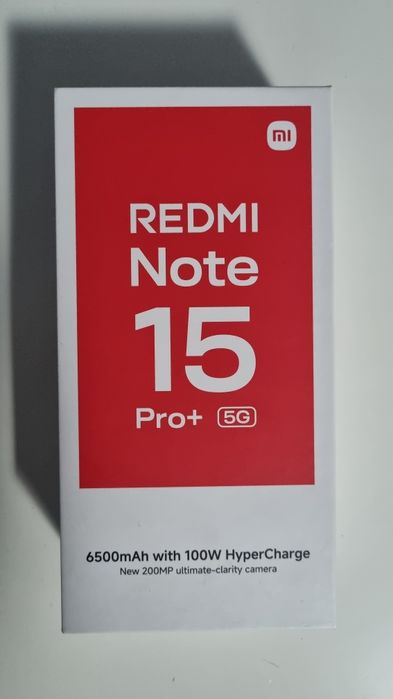 mi
REDMI
Note
15
Pro+ 5G
6500mAh with 100W HyperCharge
New 200MP ultimate-clarity camera